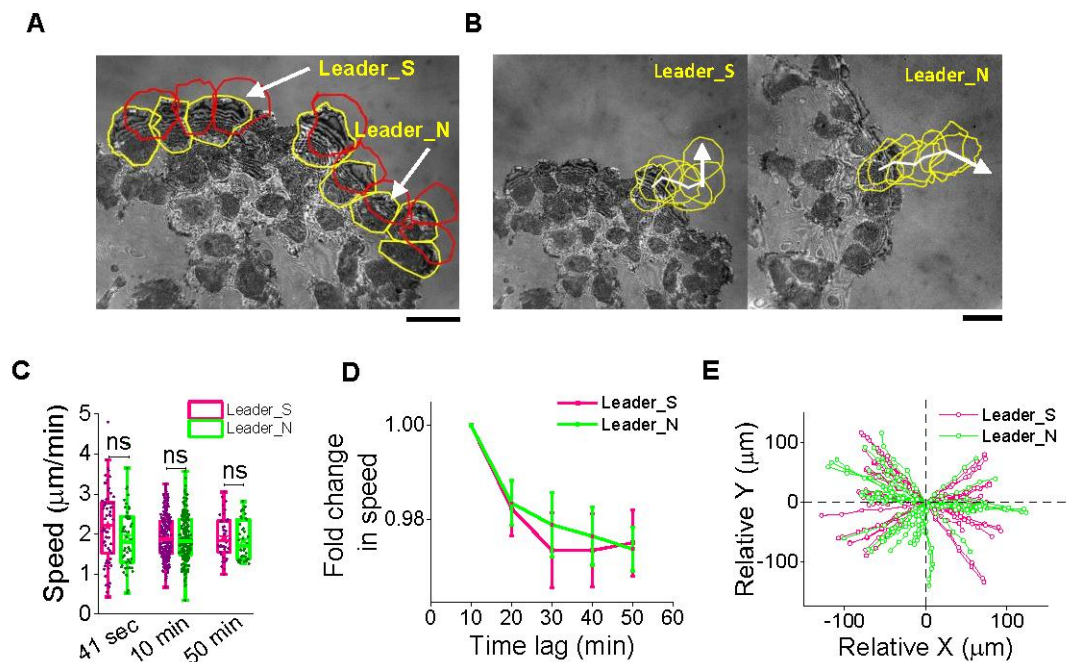 A
Leader_S
Leader_N
B
Leader_S
Leader_N
C
Speed (μm/min)
5
4
3
2
1
0
Leader_S
Leader_N
ns
ns
ns
41 sec
10 min
50 min
D
Fold change
in speed
1.00
0.98
Leader_S
Leader_N
0 10 20 30 40 50 60
Time lag (min)
E
Relative Y (μm)
100
0
-100
Leader_S
Leader_N
-100 0 100
Relative X (μm)